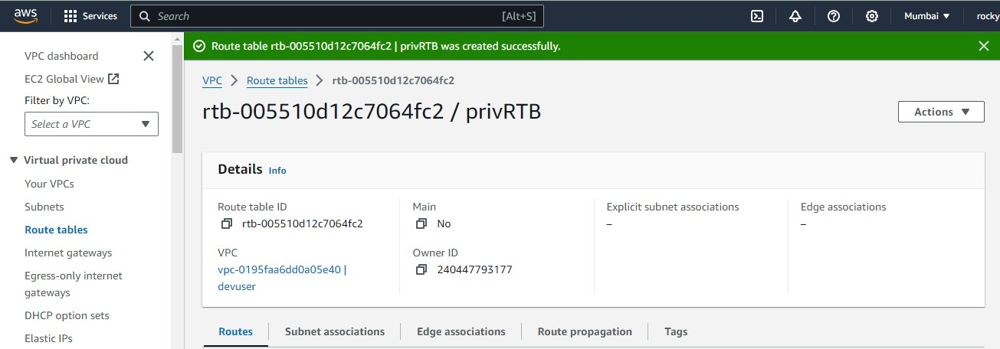 aws Services Search [Alt+S] Mumbai ▼ rocky
Route table rtb-005510d12c7064fc2 | privRTB was created successfully.
VPC dashboard
EC2 Global View
Filter by VPC:
Select a VPC
Virtual private cloud
Your VPCs
Subnets
Route tables
Internet gateways
Egress-only internet
gateways
DHCP option sets
Elastic IPs
VPC > Route tables > rtb-005510d12c7064fc2
rtb-005510d12c7064fc2 / privRTB
Actions ▼
Details Info
Route table ID
rtb-005510d12c7064fc2
Main
No
Explicit subnet associations
–
Edge associations
–
VPC
vpc-0195faa6dd0a05e40 |
devuser
Owner ID
240447793177
Routes Subnet associations Edge associations Route propagation Tags